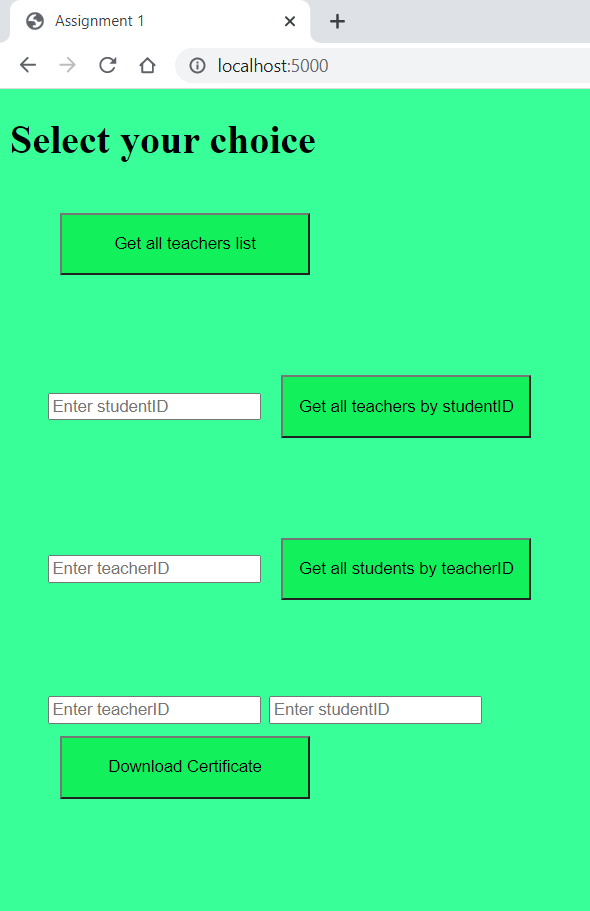 Assignment 1
localhost:5000
Select your choice
Get all teachers list
Enter studentID Get all teachers by studentID
Enter teacherID Get all students by teacherID
Enter teacherID Enter studentID
Download Certificate